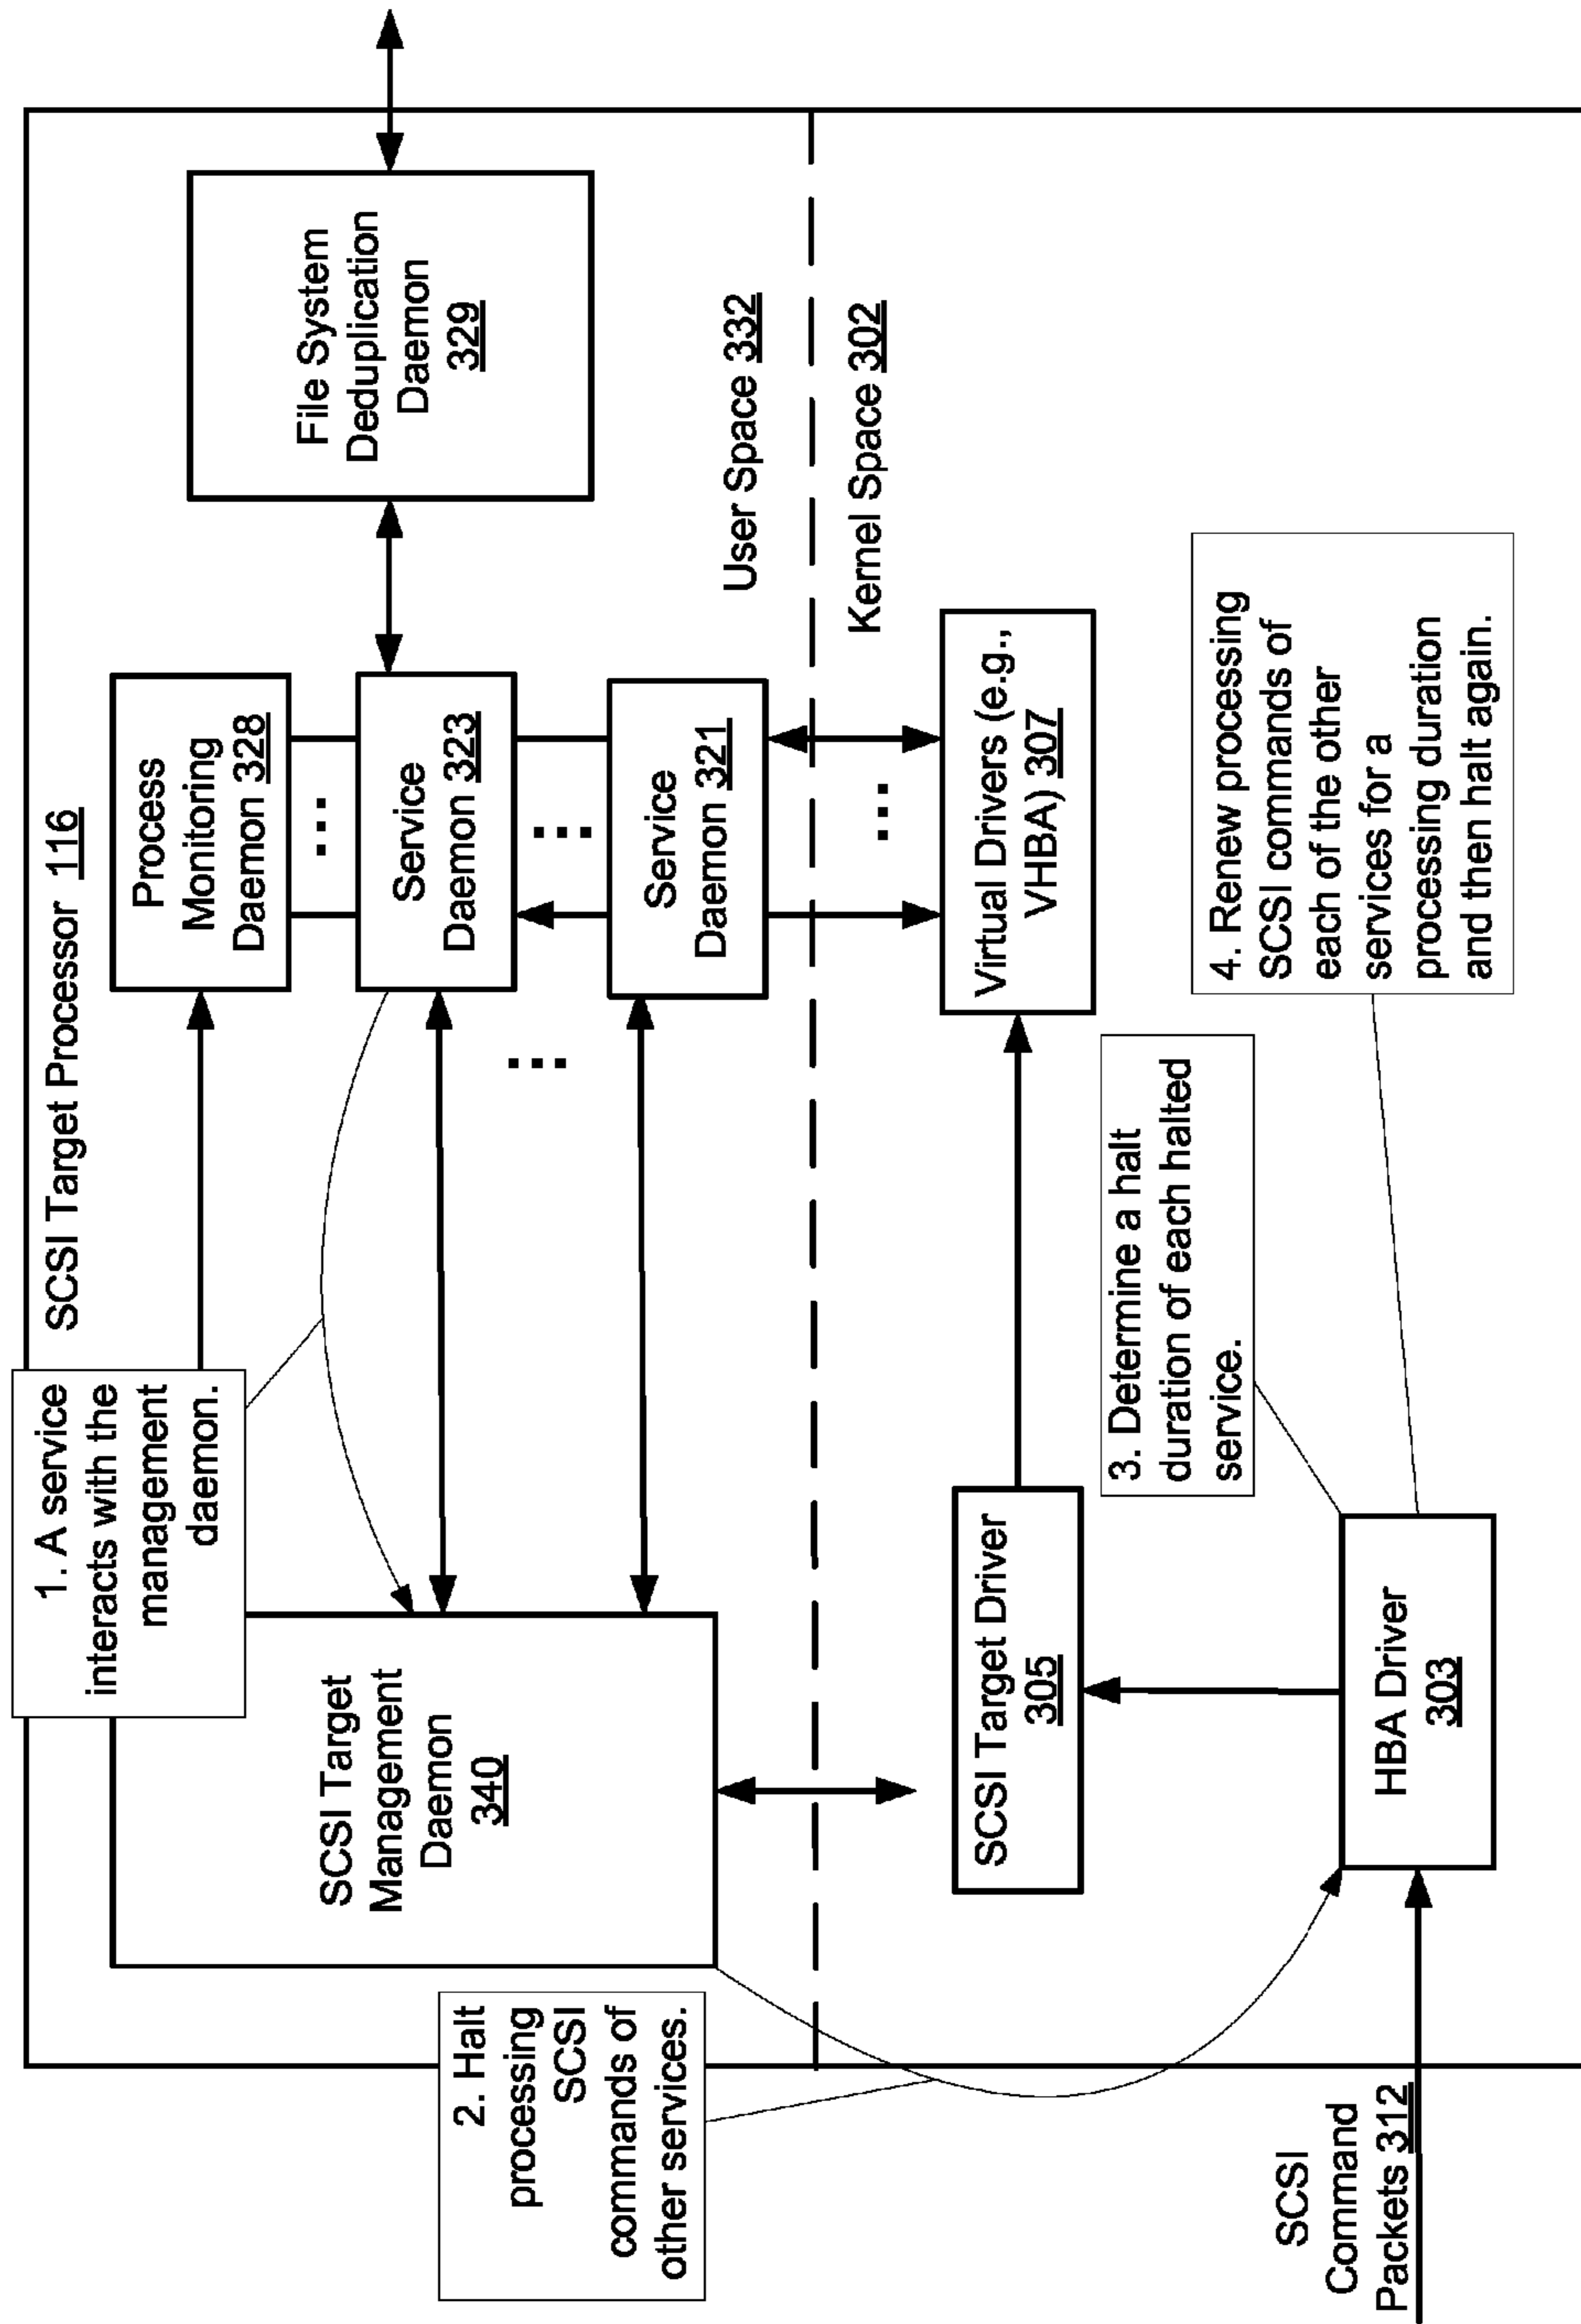 SCSI Target Processor 116
1. A service
interacts with the
management
daemon.
Process
Monitoring
Daemon 328
...
File System
Deduplication
Daemon
329
SCSI Target
Management
Daemon
340
Service
Daemon 323
...
...
Service
Daemon 321
2. Halt
processing
SCSI
commands of
other services.
User Space 332
Kernel Space 302
...
SCSI Target Driver
305
Virtual Drivers (e.g.,
VHBA) 307
3. Determine a halt
duration of each halted
service.
4. Renew processing
SCSI commands of
each of the other
services for a
processing duration
and then halt again.
SCSI
Command
Packets 312
HBA Driver
303